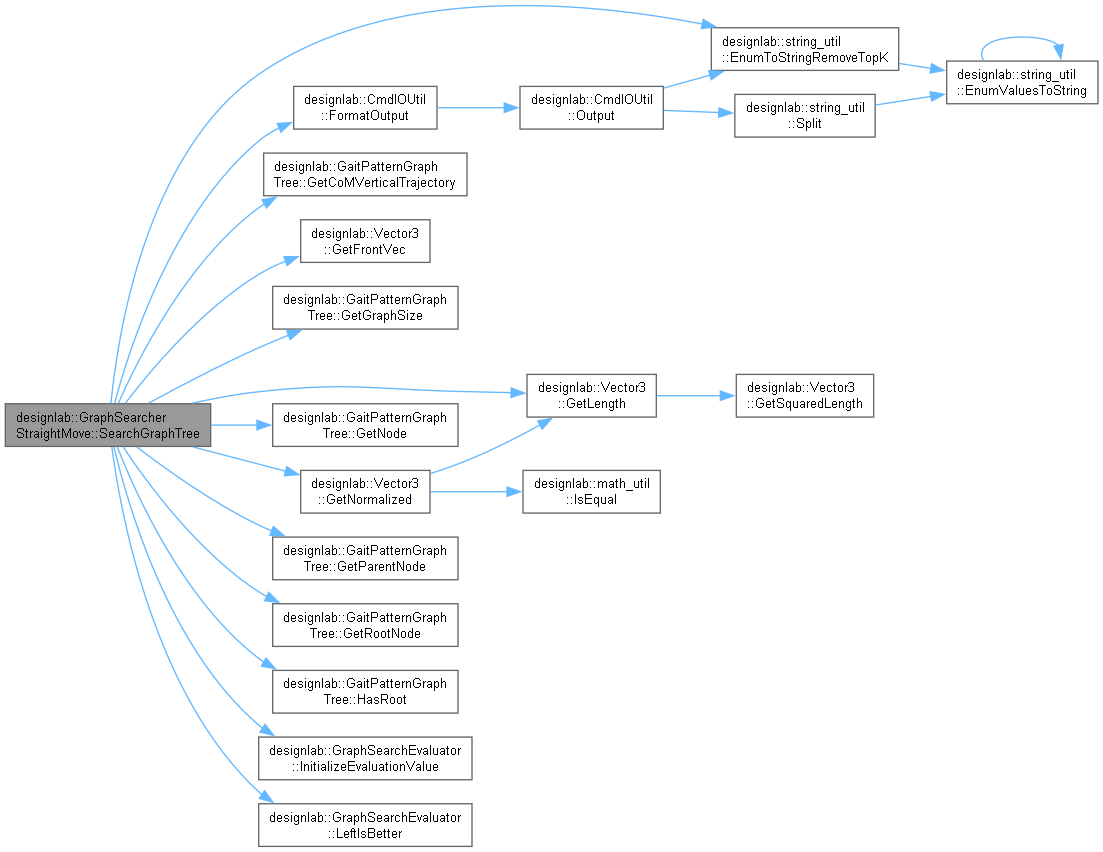 designlab::string_util
::EnumToStringRemoveTopK
designlab::string_util
::EnumValuesToString
designlab::CmdIOUtil
::FormatOutput
designlab::CmdIOUtil
::Output
designlab::string_util
::Split
designlab::GaitPatternGraph
Tree::GetCoMVerticalTrajectory
designlab::Vector3
::GetFrontVec
designlab::GaitPatternGraph
Tree::GetGraphSize
designlab::Vector3
::GetLength
designlab::Vector3
::GetSquaredLength
designlab::GraphSearcher
StraightMove::SearchGraphTree
designlab::GaitPatternGraph
Tree::GetNode
designlab::Vector3
::GetNormalized
designlab::math_util
::IsEqual
designlab::GaitPatternGraph
Tree::GetParentNode
designlab::GaitPatternGraph
Tree::GetRootNode
designlab::GaitPatternGraph
Tree::HasRoot
designlab::GraphSearchEvaluator
::InitializeEvaluationValue
designlab::GraphSearchEvaluator
::LeftIsBetter